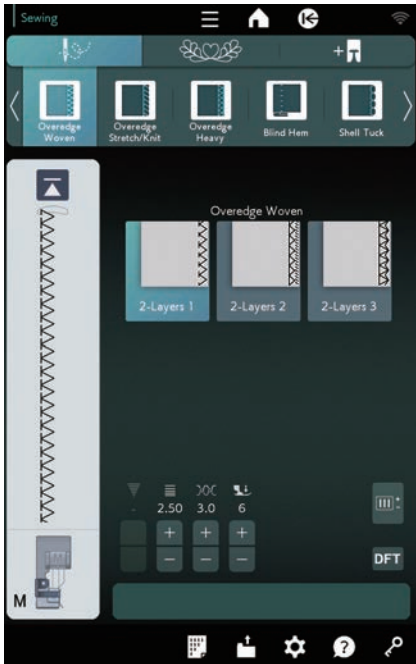 Sewing
Overedge Woven
Overedge Stretch/Knit
Overedge Heavy
Blind Hem
Shell Tuck
Overedge Woven
2-Layers 1
2-Layers 2
2-Layers 3
- 2.50 3.0 6
+ + +
- - -
DFT
M